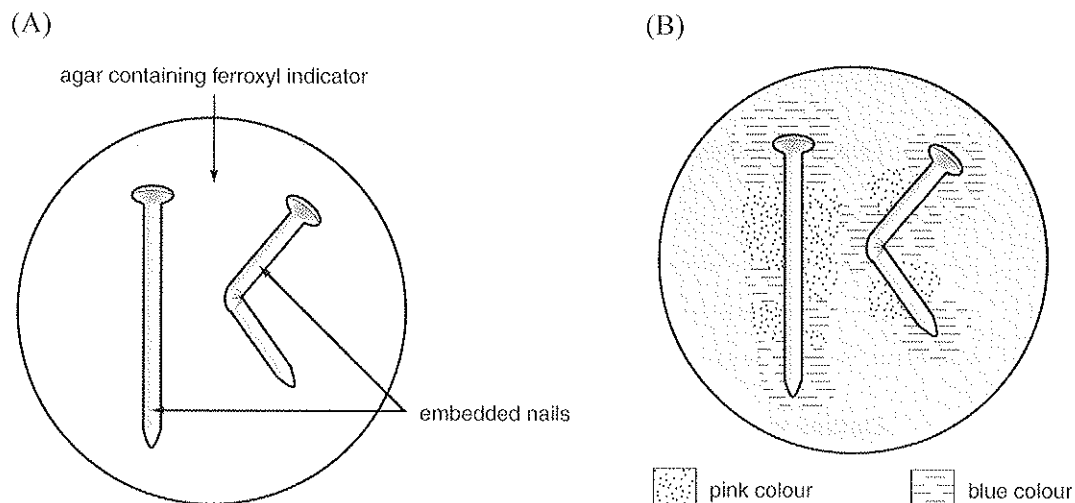 (A)
(B)
agar containing ferroxyl indicator
embedded nails
pink colour
blue colour